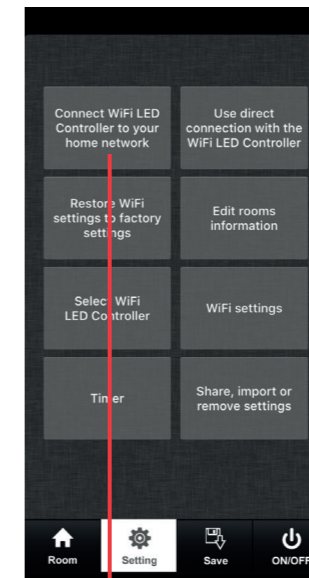 Connect WiFi LED
Controller to your
home network
Use direct
connection with the
WiFi LED Controller
Restore WiFi
settings to factory
settings
Edit rooms
information
Select WiFi
LED Controller
WiFi settings
Timer
Share, import or
remove settings
Room
Setting
Save
ON/OFF